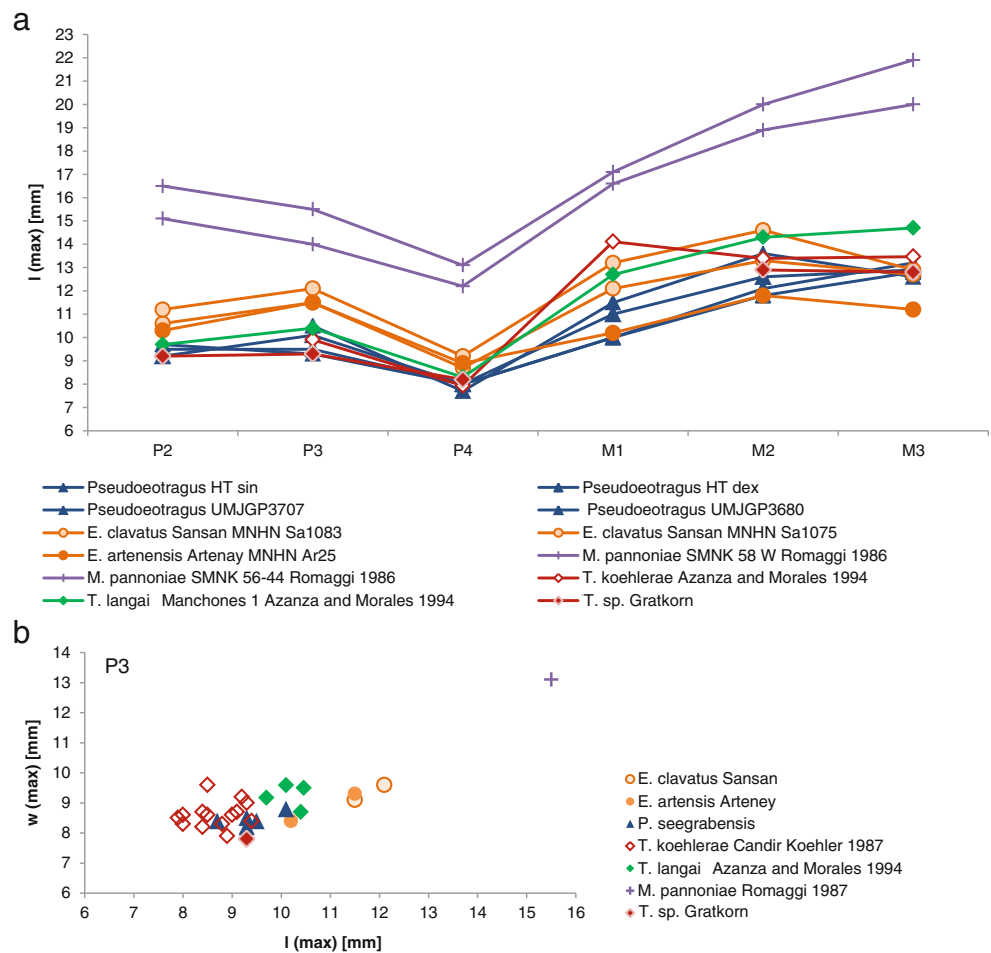 a
23
22
21
20
19
18
17
16
15
14
13
12
11
10
9
8
7
6
l (max) [mm]
P2 P3 P4 M1 M2 M3
Pseudoeotragus HT sin Pseudoeotragus HT dex
Pseudoeotragus UMJGP3707 Pseudoeotragus UMJGP3680
E. clavatus Sansan MNHN Sa1083 E. clavatus Sansan MNHN Sa1075
E. artenensis Artenay MNHN Ar25 M. pannoniae SMNK 58 W Romaggi 1986
M. pannoniae SMNK 56-44 Romaggi 1986 T. koehlerae Azanza and Morales 1994
T. langai Manchones 1 Azanza and Morales 1994 T. sp. Gratkorn
b
P3
14
13
12
11
10
9
8
7
6
w (max) [mm]
6 7 8 9 10 11 12 13 14 15 16
l (max) [mm]
E. clavatus Sansan
E. artensis Arteney
P. seegrabensis
T. koehlerae Candir Koehler 1987
T. langai Azanza and Morales 1994
M. pannoniae Romaggi 1987
T. sp. Gratkorn